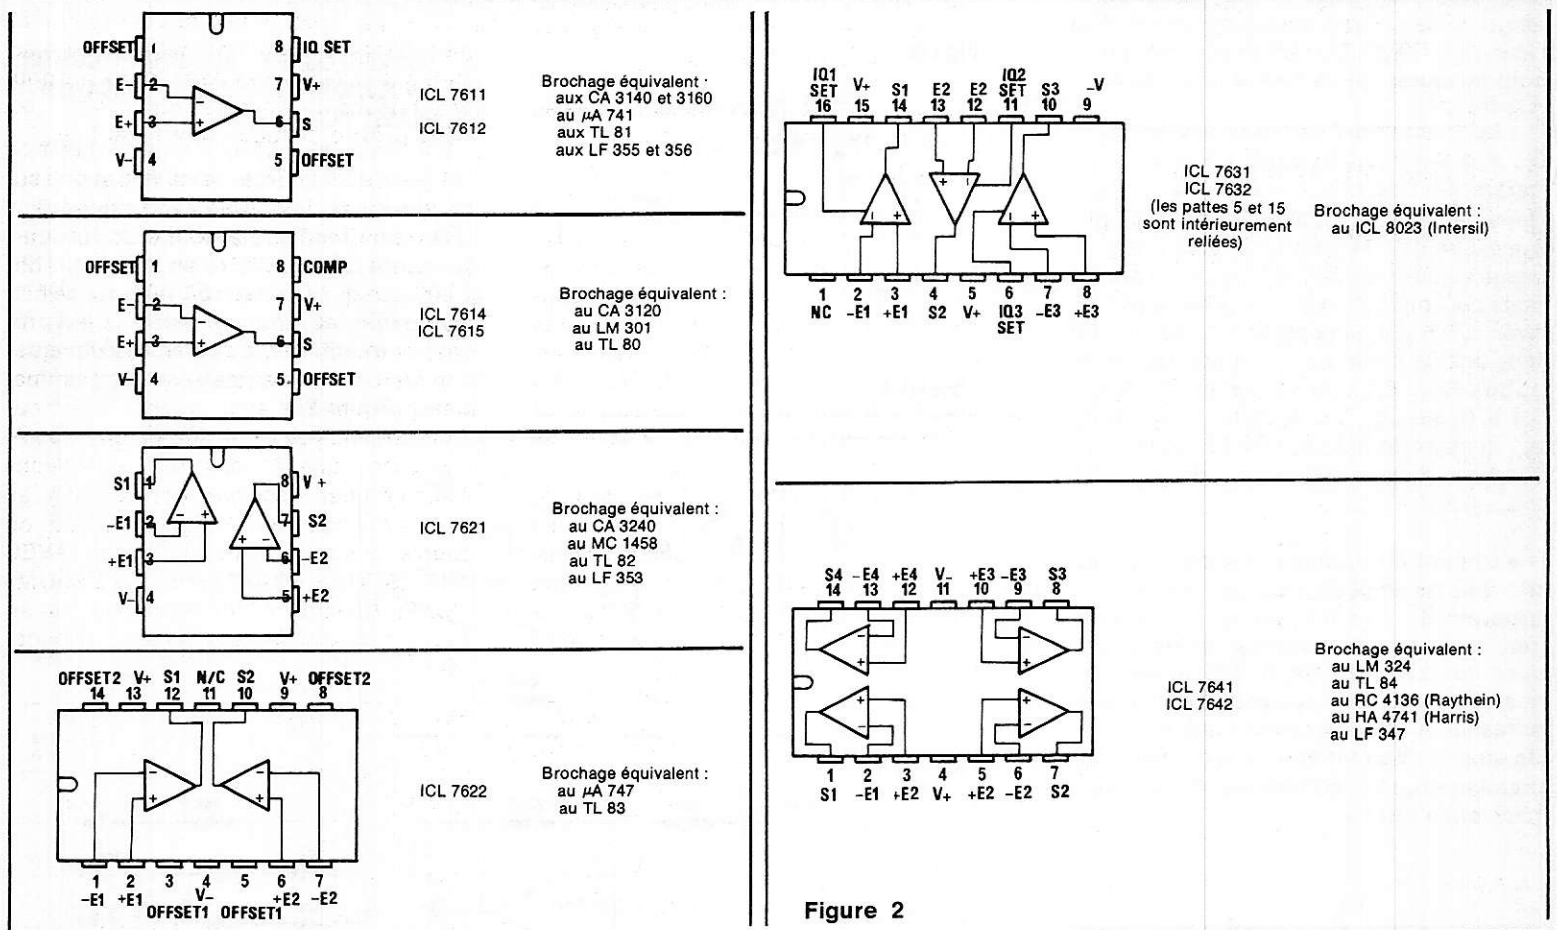 OFFSET 1 8 IQ SET
E- 2 7 V+
E+ 3 6 S
V- 4 5 OFFSET
ICL 7611
ICL 7612
Brochage équivalent :
aux CA 3140 et 3160
au µA 741
aux TL 81
aux LF 355 et 356
OFFSET 1 8 COMP
E- 2 7 V+
E+ 3 6 S
V- 4 5 OFFSET
ICL 7614
ICL 7615
Brochage équivalent :
au CA 3120
au LM 301
au TL 80
S1 1 8 V +
-E1 2 7 S2
+E1 3 6 -E2
V- 4 5 +E2
ICL 7621
Brochage équivalent :
au CA 3240
au MC 1458
au TL 82
au LF 353
OFFSET2 V+ S1 N/C S2 V+ OFFSET2
14 13 12 11 10 9 8
1 2 3 4 5 6 7
-E1 +E1 V- +E2 -E2
OFFSET1 OFFSET1
ICL 7622
Brochage équivalent :
au µA 747
au TL 83
IQ1 SET V+ S1 E2 E2 IQ2 SET S3 -V
16 15 14 13 12 11 10 9
1 2 3 4 5 6 7 8
NC -E1 +E1 S2 V+ IQ3 SET -E3 +E3
ICL 7631
ICL 7632
(les pattes 5 et 15
sont intérieurement
reliées)
Brochage équivalent :
au ICL 8023 (Intersil)
S4 -E4 +E4 V- +E3 -E3 S3
14 13 12 11 10 9 8
1 2 3 4 5 6 7
S1 -E1 +E2 V+ +E2 -E2 S2
ICL 7641
ICL 7642
Brochage équivalent :
au LM 324
au TL 84
au RC 4136 (Raythein)
au HA 4741 (Harris)
au LF 347
Figure 2